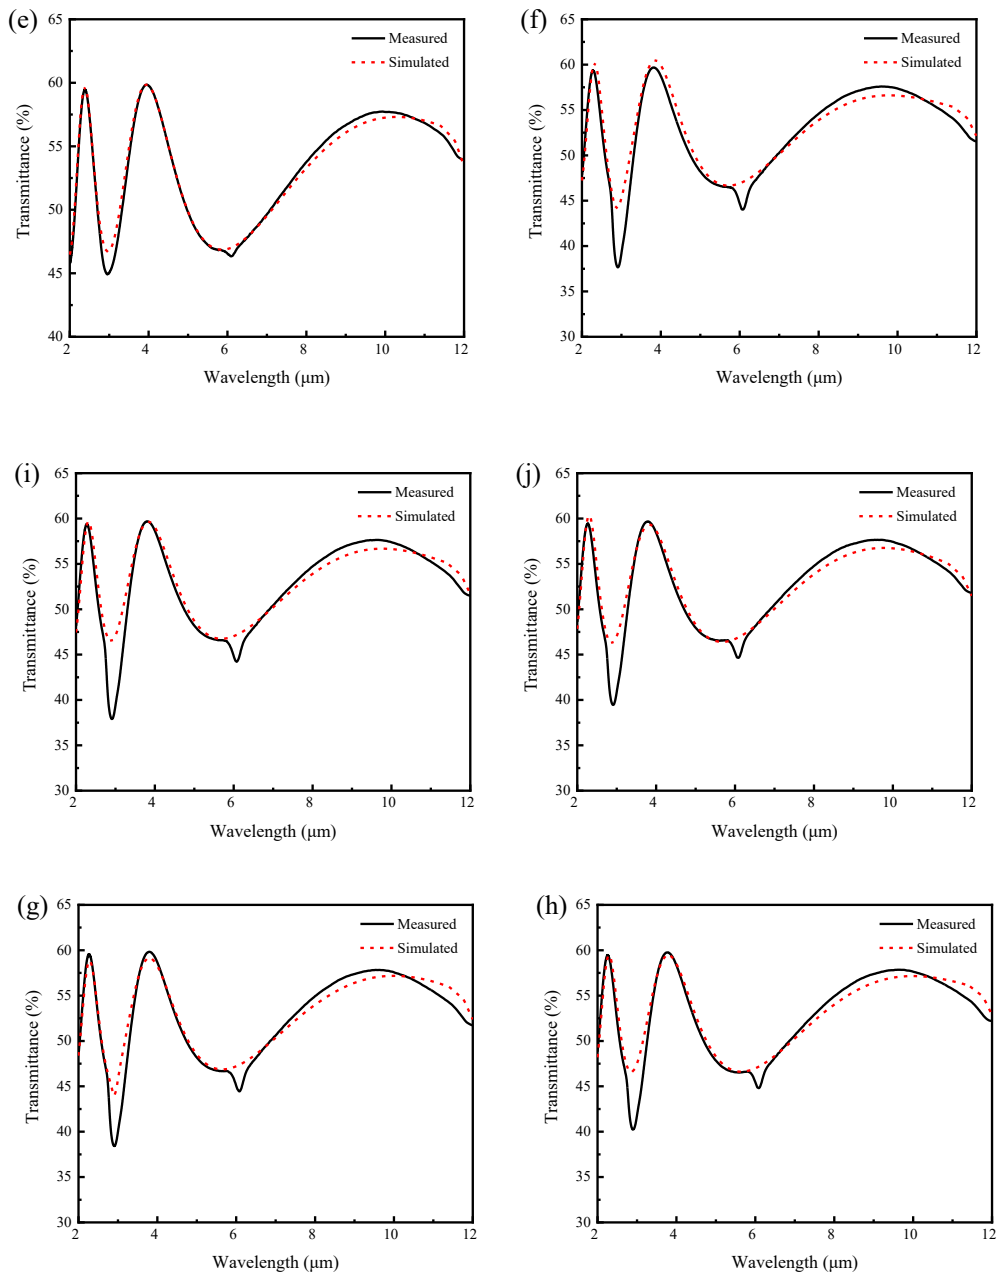 (e)
65
60
55
50
45
40
Transmittance (%)
Measured
Simulated
2 4 6 8 10 12
Wavelength (μm)
(f)
65
60
55
50
45
40
35
30
Transmittance (%)
Measured
Simulated
2 4 6 8 10 12
Wavelength (μm)
(i)
65
60
55
50
45
40
35
30
Transmittance (%)
Measured
Simulated
2 4 6 8 10 12
Wavelength (μm)
(j)
65
60
55
50
45
40
35
30
Transmittance (%)
Measured
Simulated
2 4 6 8 10 12
Wavelength (μm)
(g)
65
60
55
50
45
40
35
30
Transmittance (%)
Measured
Simulated
2 4 6 8 10 12
Wavelength (μm)
(h)
65
60
55
50
45
40
35
30
Transmittance (%)
Measured
Simulated
2 4 6 8 10 12
Wavelength (μm)